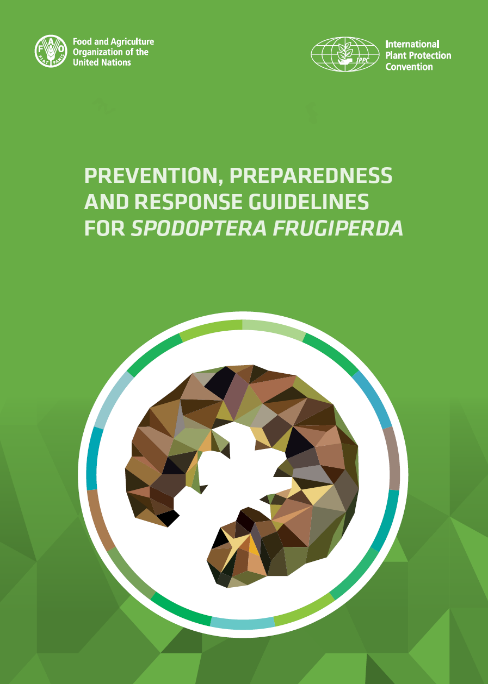 Food and Agriculture
Organization of the
United Nations
International
Plant Protection
Convention
IPPC
PREVENTION, PREPAREDNESS
AND RESPONSE GUIDELINES
FOR SPODOPTERA FRUGIPERDA